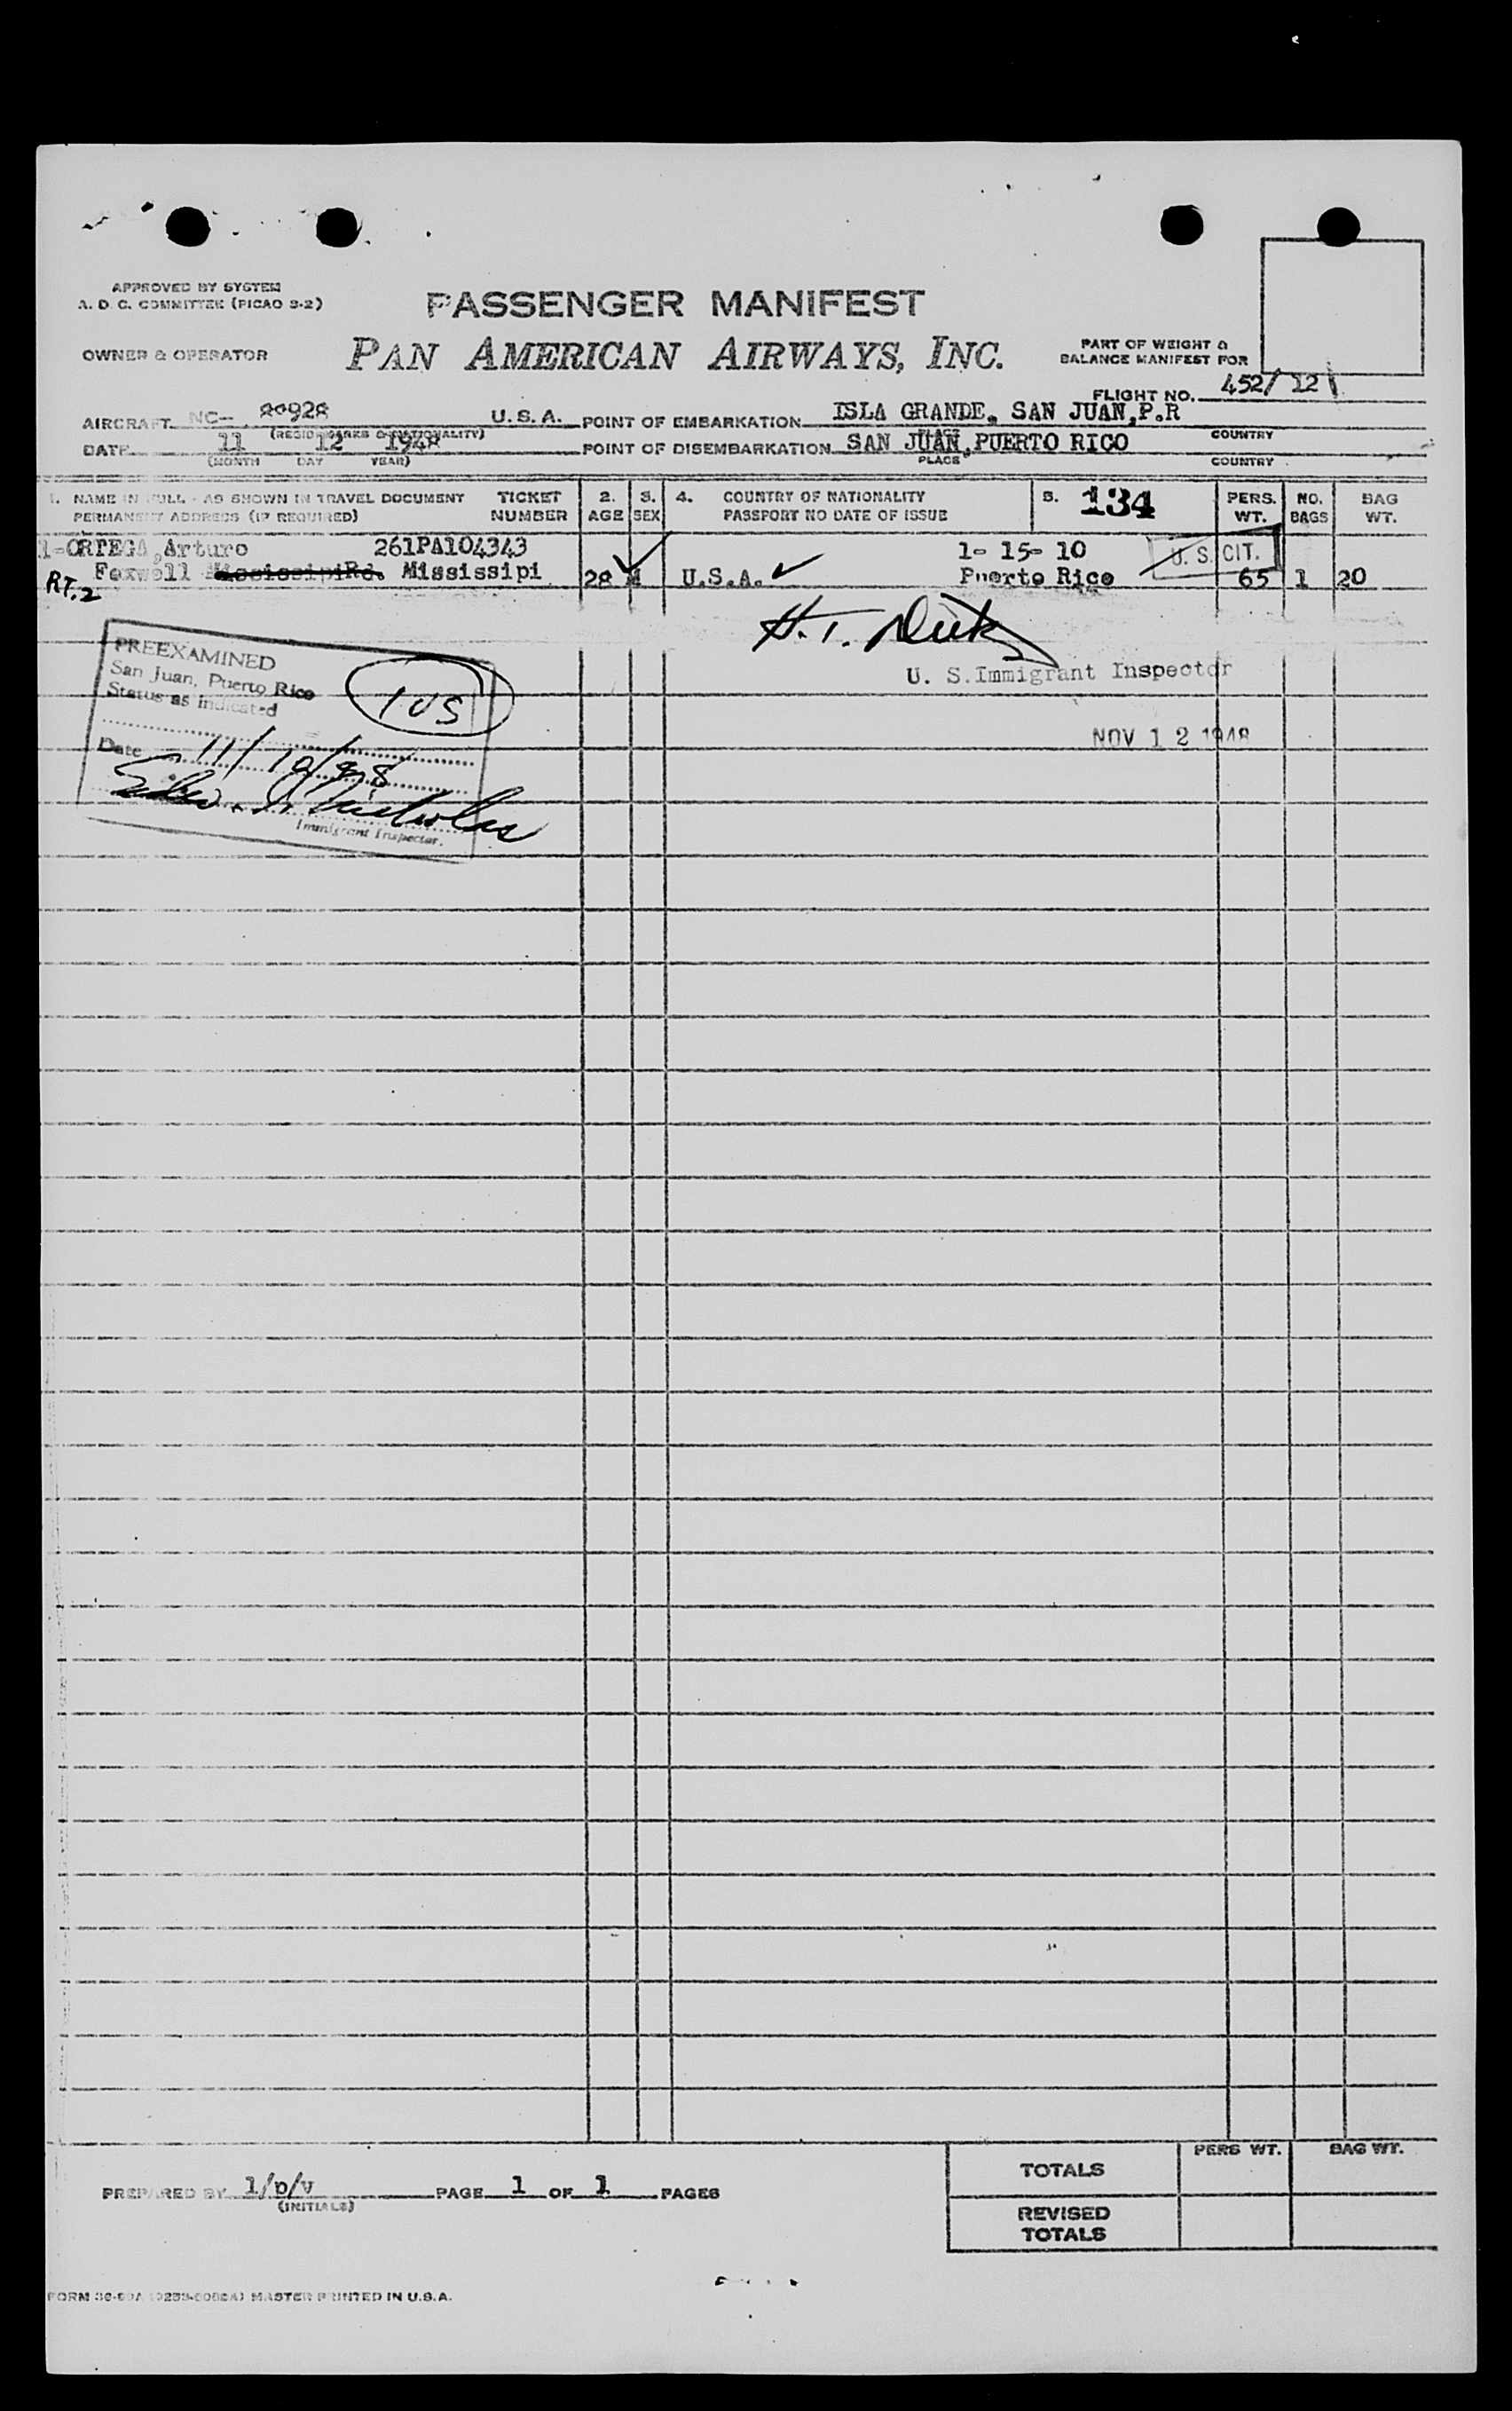 APPROVED BY SYSTEM
A. D. C. COMMITTEE (PICAO S-2)
PASSENGER MANIFEST
OWNER & OPERATOR
PAN AMERICAN AIRWAYS, INC.
PART OF WEIGHT &
BALANCE MANIFEST FOR
FLIGHT NO. 452/12
AIRCRAFT NC- U.S.A. POINT OF EMBARKATION ISLA GRANDE, SAN JUAN,P.R
PLACE COUNTRY
DATE 11 12 1948 POINT OF DISEMBARKATION SAN JUAN,PUERTO RICO
(MONTH DAY YEAR) PLACE COUNTRY
1. NAME IN FULL - AS SHOWN IN TRAVEL DOCUMENT TICKET 2. 3. 4. COUNTRY OF NATIONALITY 5. 134 PERS. NO. BAG
PERMANENT ADDRESS (IF REQUIRED) NUMBER AGE SEX PASSPORT NO DATE OF ISSUE WT. BAGS WT.
1-ORTEGA,Arturo 261PA104343 1- 15- 10 U. S. CIT.
RT.2 Foxwell Mississipi Rd. Mississipi 28 M U.S.A. Puerto Rico 65 1 20
H.T.
U. S.Immigrant Inspector
NOV 12 1948
PREEXAMINED
San Juan, Puerto Rico
Status as indicated
1 US
Date 11/12/48
Immigrant Inspector.
TOTALS PERS WT. BAG WT.
REVISED
TOTALS
PREPARED BY 1/p/v PAGE 1 OF 1 PAGES
(INITIALS)
MASTER PRINTED IN U.S.A.